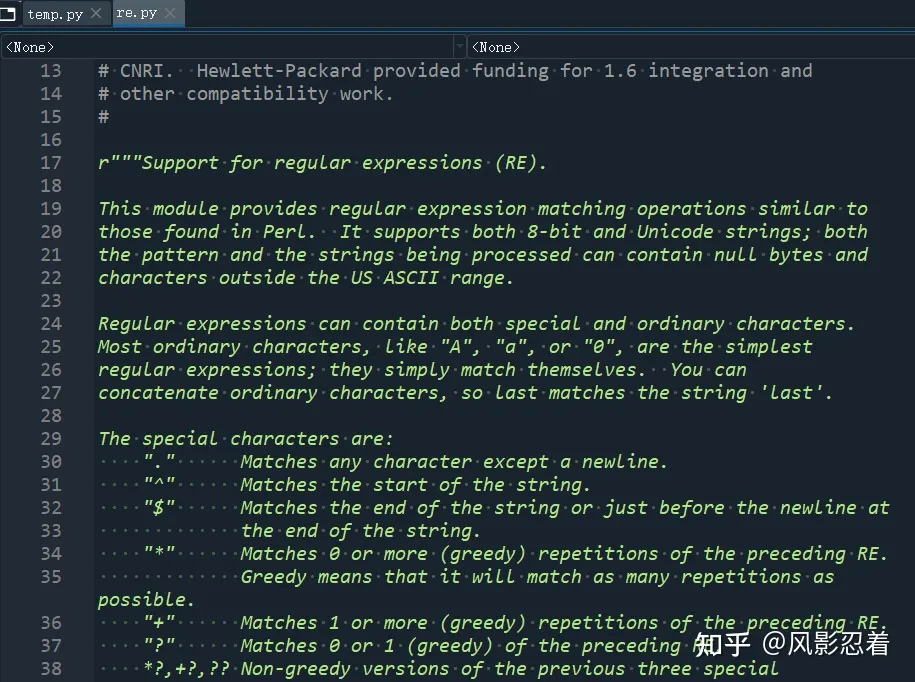 temp.py re.py
<None> <None>
13 # CNRI.  Hewlett-Packard provided funding for 1.6 integration and
14 # other compatibility work.
15 #
16
17 r"""Support for regular expressions (RE).
18
19 This module provides regular expression matching operations similar to
20 those found in Perl.  It supports both 8-bit and Unicode strings; both
21 the pattern and the strings being processed can contain null bytes and
22 characters outside the US ASCII range.
23
24 Regular expressions can contain both special and ordinary characters.
25 Most ordinary characters, like "A", "a", or "0", are the simplest
26 regular expressions; they simply match themselves.  You can
27 concatenate ordinary characters, so last matches the string 'last'.
28
29 The special characters are:
30     "."      Matches any character except a newline.
31     "^"      Matches the start of the string.
32     "$"      Matches the end of the string or just before the newline at
33              the end of the string.
34     "*"      Matches 0 or more (greedy) repetitions of the preceding RE.
35              Greedy means that it will match as many repetitions as
possible.
36     "+"      Matches 1 or more (greedy) repetitions of the preceding RE.
37     "?"      Matches 0 or 1 (greedy) of the preceding
知乎 @风影忍着
38     *?,+?,?? Non-greedy versions of the previous three special